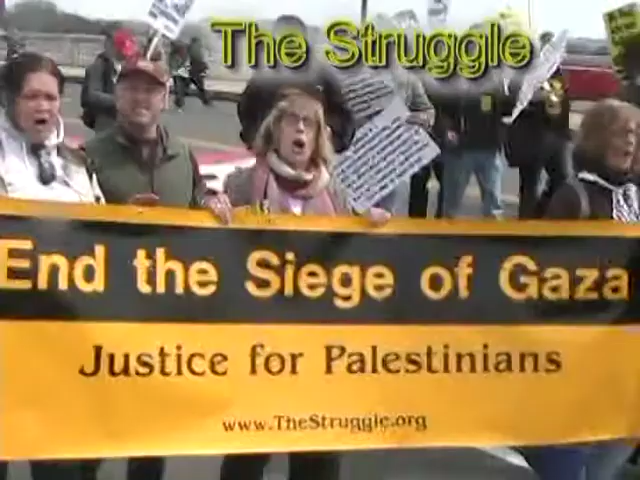 The Struggle
End the Siege of Gaza
Justice for Palestinians
www.TheStruggle.org